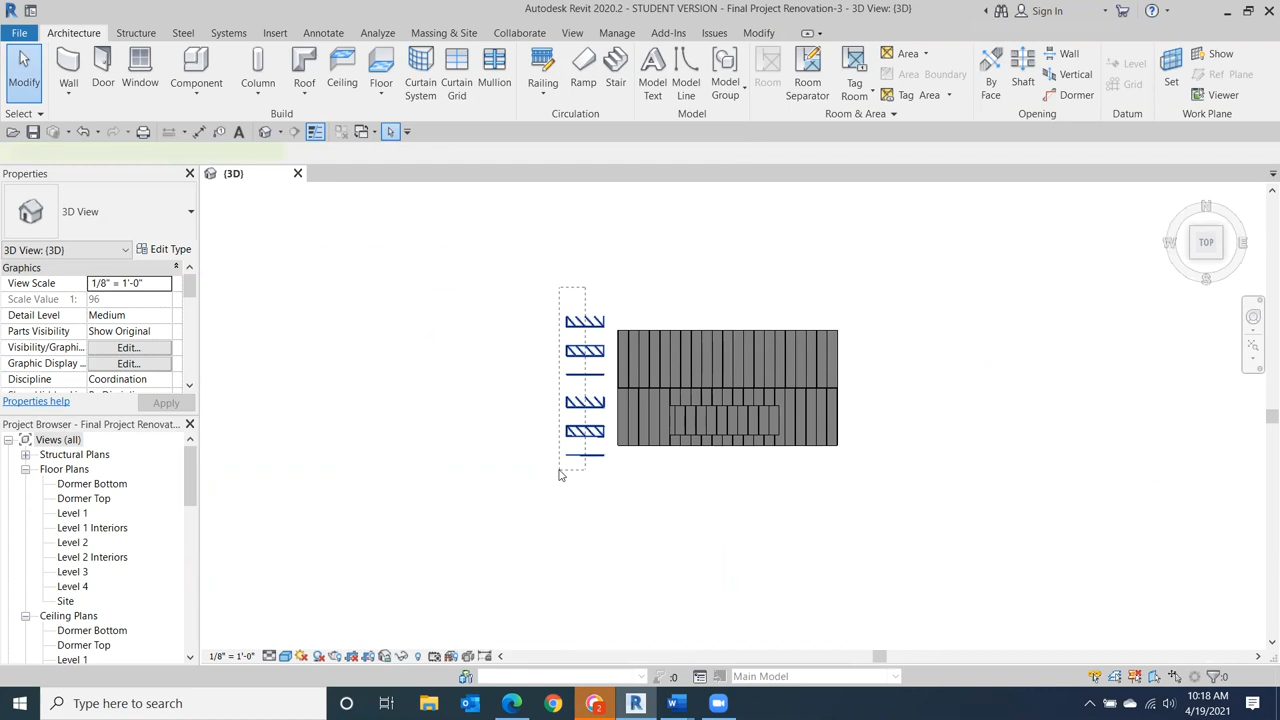 Autodesk Revit 2020.2 - STUDENT VERSION - Final Project Renovation-3 - 3D View: {3D}
Sign In
File Architecture Structure Steel Systems Insert Annotate Analyze Massing & Site Collaborate View Manage Add-Ins Issues Modify
Modify Wall Door Window Component Column Roof Ceiling Floor Curtain System Curtain Grid Mullion Railing Ramp Stair Model Text Model Line Model Group Room Room Separator Tag Room Area Area Boundary Tag Area By Face Shaft Wall Vertical Dormer Level Grid Set Show Ref Plane Viewer
Select Build Circulation Model Room & Area Opening Datum Work Plane
Properties
{3D}
3D View
3D View: {3D} Edit Type
Graphics
View Scale 1/8" = 1'-0"
Scale Value 1: 96
Detail Level Medium
Parts Visibility Show Original
Visibility/Graphi... Edit...
Graphic Display ... Edit...
Discipline Coordination
Properties help Apply
Project Browser - Final Project Renovat...
Views (all)
Structural Plans
Floor Plans
Dormer Bottom
Dormer Top
Level 1
Level 1 Interiors
Level 2
Level 2 Interiors
Level 3
Level 4
Site
Ceiling Plans
Dormer Bottom
Dormer Top
Level 1
N
W TOP E
S
1/8" = 1'-0"
:0 Main Model :0
Type here to search
2
10:18 AM
4/19/2021